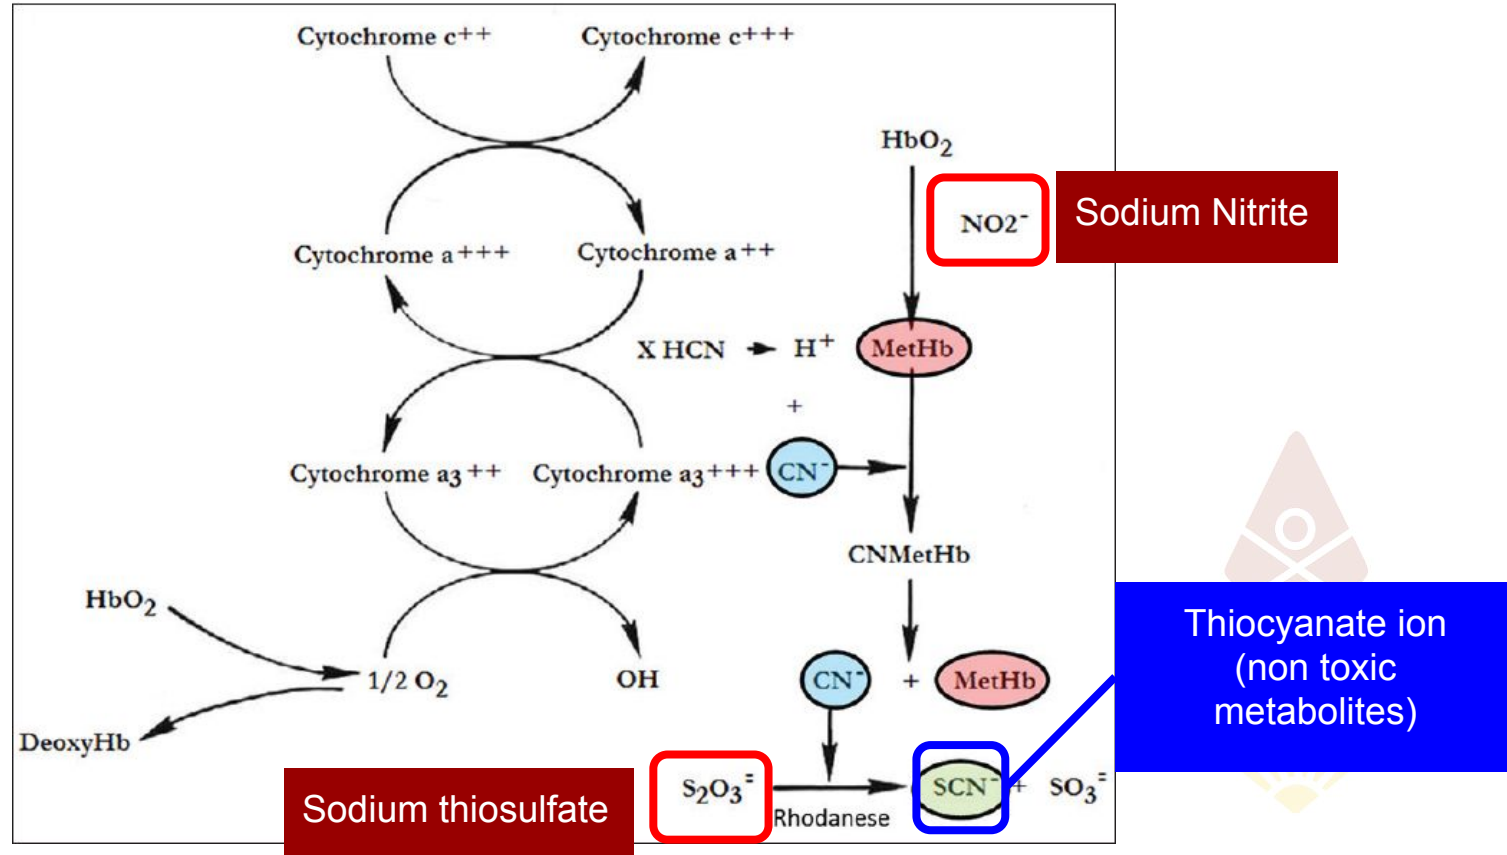 Cytochrome c++
Cytochrome c+++
HbO2
NO2-
Sodium Nitrite
Cytochrome a+++
Cytochrome a++
X HCN
H+
MetHb
+
Cytochrome a3++
Cytochrome a3+++
CN-
CNMetHb
HbO2
1/2 O2
OH
CN-
+
MetHb
Thiocyanate ion
(non toxic
metabolites)
DeoxyHb
Sodium thiosulfate
S2O3=
Rhodanese
SCN-
+
SO3=